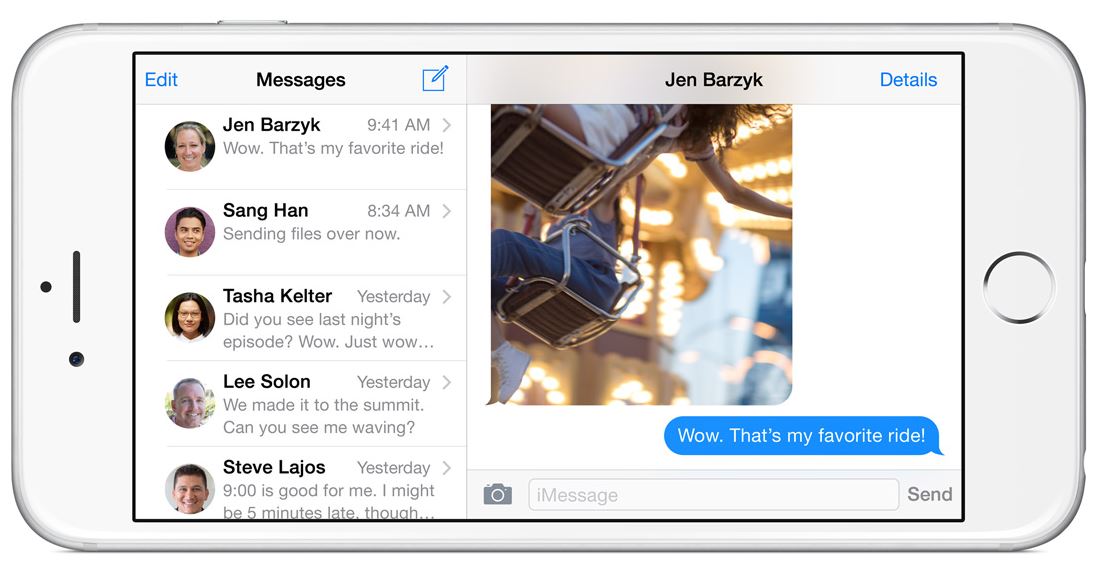 Edit
Messages
Jen Barzyk
9:41 AM
Wow. That’s my favorite ride!
Sang Han
8:34 AM
Sending files over now.
Tasha Kelter
Yesterday
Did you see last night’s
episode? Wow. Just wow…
Lee Solon
Yesterday
We made it to the summit.
Can you see me waving?
Steve Lajos
Yesterday
9:00 is good for me. I might
be 5 minutes late, though…
Jen Barzyk
Details
Wow. That’s my favorite ride!
iMessage
Send